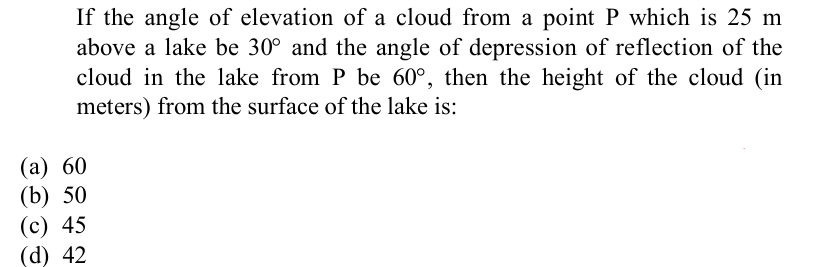 If the angle of elevation of a cloud from a point P which is 25 m
above a lake be 30° and the angle of depression of reflection of the
cloud in the lake from P be 60°, then the height of the cloud (in
meters) from the surface of the lake is:
(a) 60
(b) 50
(c) 45
(d) 42